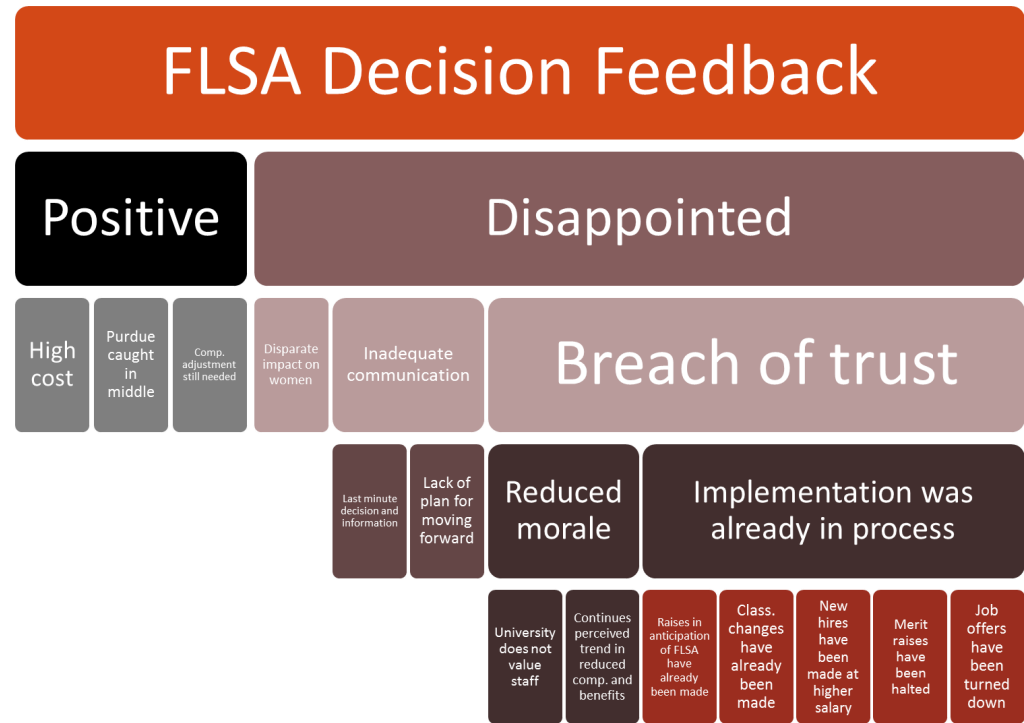 FLSA Decision Feedback
Positive
Disappointed
High
cost
Purdue
caught
in
middle
Comp.
adjustment
still needed
Disparate
impact on
women
Inadequate
communication
Breach of trust
Last minute
decision and
information
Lack of
plan for
moving
forward
Reduced
morale
Implementation was
already in process
University
does not
value
staff
Continues
perceived
trend in
reduced
comp. and
benefits
Raises in
anticipation
of FLSA
have
already
been made
Class.
changes
have
already
been
made
New
hires
have
been
made at
higher
salary
Merit
raises
have
been
halted
Job
offers
have
been
turned
down